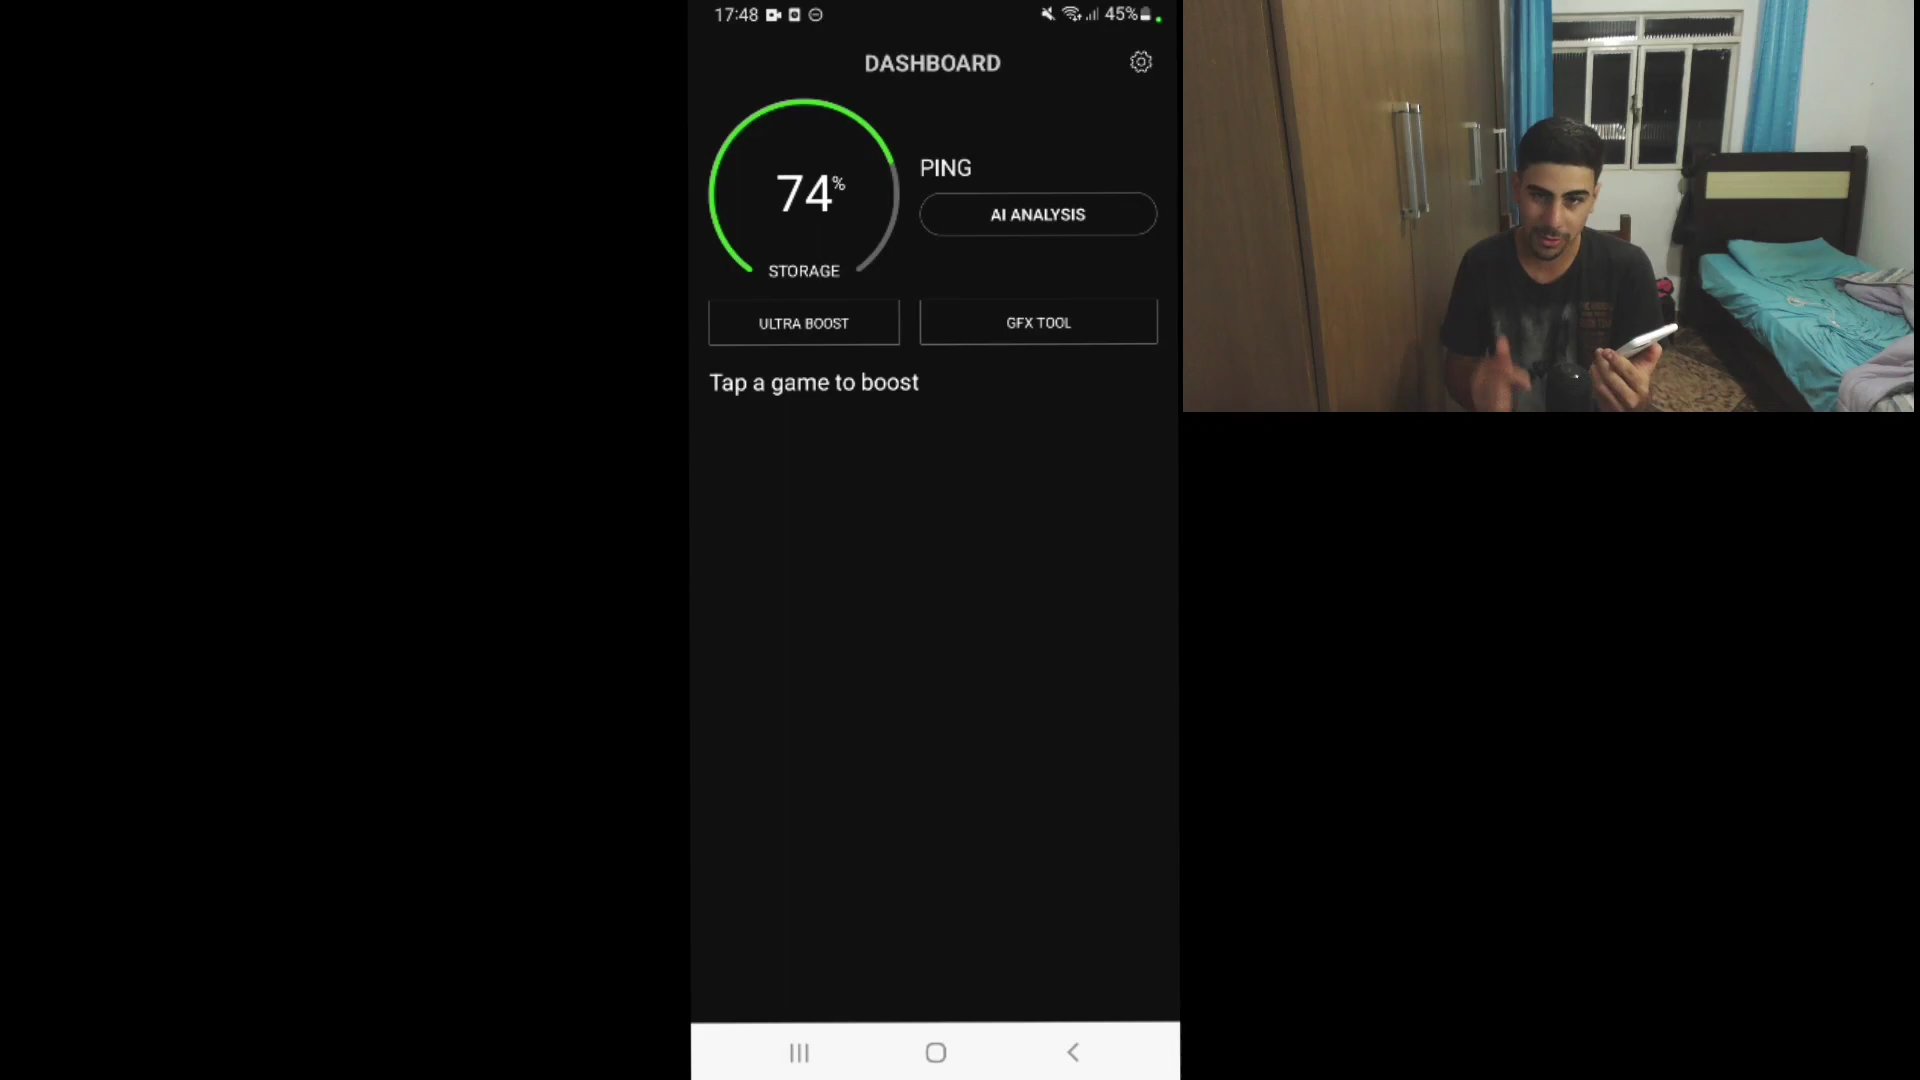 17:48
45%
DASHBOARD
74%
STORAGE
PING
AI ANALYSIS
ULTRA BOOST
GFX TOOL
Tap a game to boost